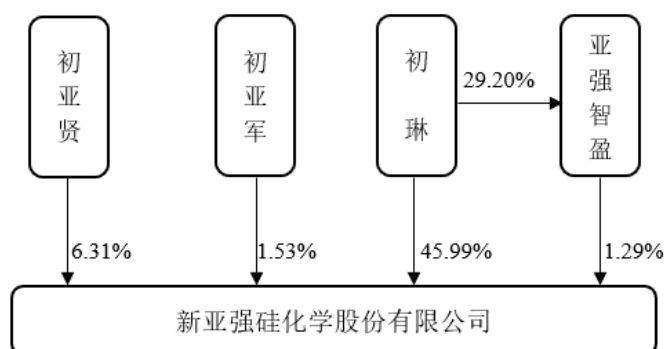 初亚贤
初亚军
初琳
亚强智盈
29.20%
6.31%
1.53%
45.99%
1.29%
新亚强硅化学股份有限公司